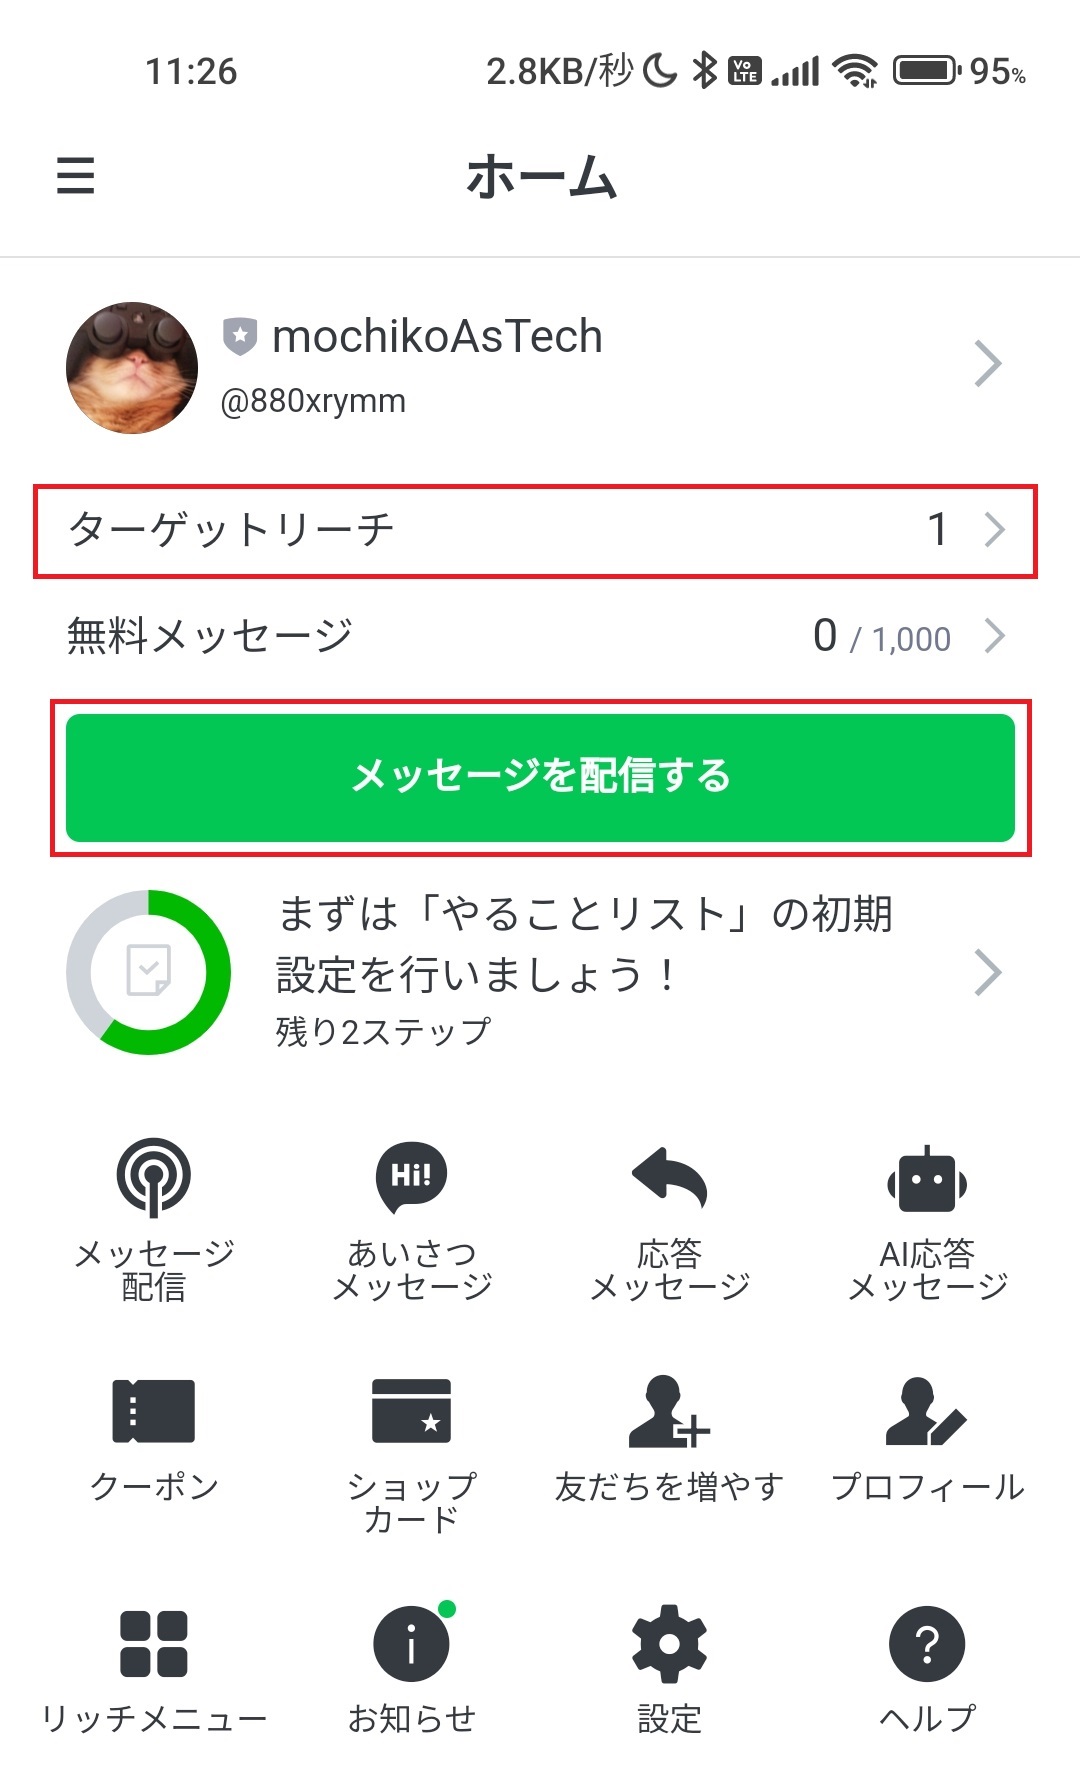 11:26 2.8KB/秒 Vo LTE 95%
ホーム
mochikoAsTech
@880xrymm
ターゲットリーチ 1
無料メッセージ 0 / 1,000
メッセージを配信する
まずは「やることリスト」の初期
設定を行いましょう！
残り2ステップ
Hi!
メッセージ
配信
あいさつ
メッセージ
応答
メッセージ
AI応答
メッセージ
クーポン
ショップ
カード
友だちを増やす
プロフィール
リッチメニュー
お知らせ
設定
ヘルプ